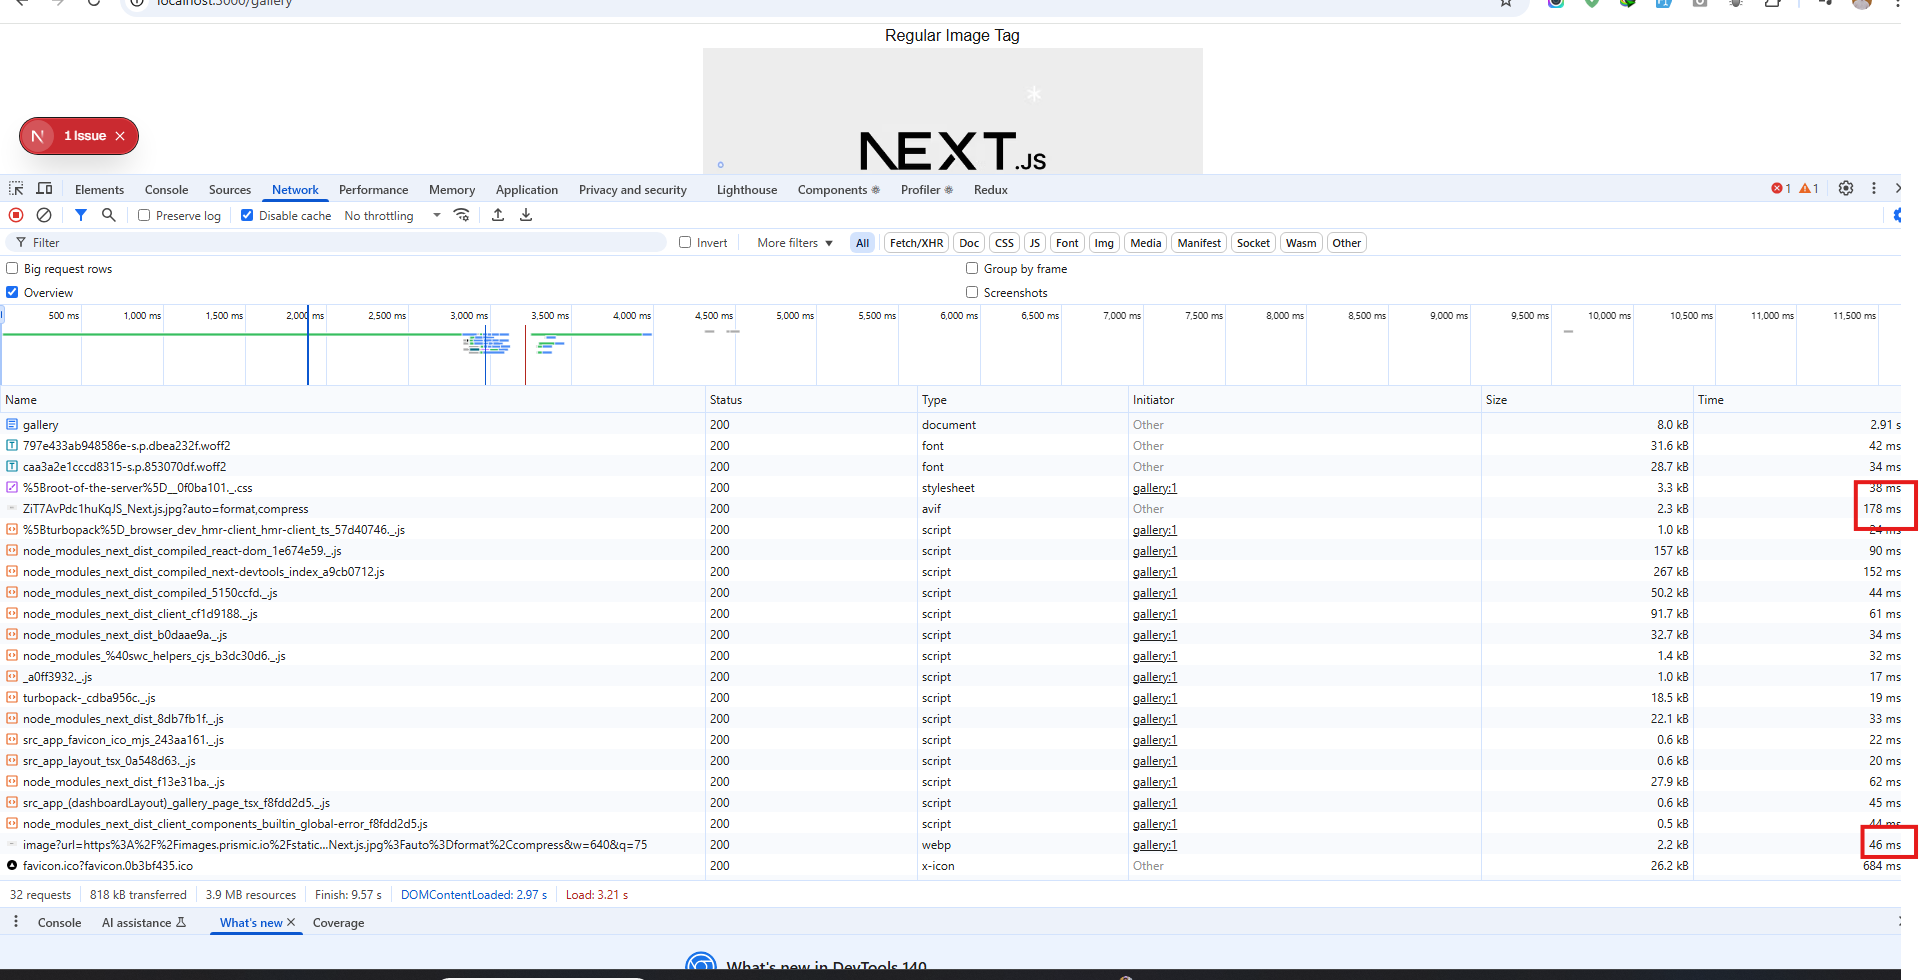 localhost:3000/gallery
Regular Image Tag
NEXT.JS
N 1 Issue
Elements Console Sources Network Performance Memory Application Privacy and security Lighthouse Components Profiler Redux 1 1
Preserve log Disable cache No throttling
Filter Invert More filters All Fetch/XHR Doc CSS JS Font Img Media Manifest Socket Wasm Other
Big request rows Group by frame
Overview Screenshots
500 ms 1,000 ms 1,500 ms 2,000 ms 2,500 ms 3,000 ms 3,500 ms 4,000 ms 4,500 ms 5,000 ms 5,500 ms 6,000 ms 6,500 ms 7,000 ms 7,500 ms 8,000 ms 8,500 ms 9,000 ms 9,500 ms 10,000 ms 10,500 ms 11,000 ms 11,500 ms
Name Status Type Initiator Size Time
gallery 200 document Other 8.0 kB 2.91 s
797e433ab948586e-s.p.dbea232f.woff2 200 font Other 31.6 kB 42 ms
caa3a2e1cccd8315-s.p.853070df.woff2 200 font Other 28.7 kB 34 ms
%5Broot-of-the-server%5D__0f0ba101._.css 200 stylesheet gallery:1 3.3 kB 38 ms
ZiT7AvPdc1huKqJS_Next.js.jpg?auto=format,compress 200 avif Other 2.3 kB 178 ms
%5Bturbopack%5D_browser_dev_hmr-client_hmr-client_ts_57d40746._.js 200 script gallery:1 1.0 kB 24 ms
node_modules_next_dist_compiled_react-dom_1e674e59._.js 200 script gallery:1 157 kB 90 ms
node_modules_next_dist_compiled_next-devtools_index_a9cb0712.js 200 script gallery:1 267 kB 152 ms
node_modules_next_dist_compiled_5150ccfd._.js 200 script gallery:1 50.2 kB 44 ms
node_modules_next_dist_client_cf1d9188._.js 200 script gallery:1 91.7 kB 61 ms
node_modules_next_dist_b0daae9a._.js 200 script gallery:1 32.7 kB 34 ms
node_modules_%40swc_helpers_cjs_b3dc30d6._.js 200 script gallery:1 1.4 kB 32 ms
_a0ff3932._.js 200 script gallery:1 1.0 kB 17 ms
turbopack-_cdba956c._.js 200 script gallery:1 18.5 kB 19 ms
node_modules_next_dist_8db7fb1f._.js 200 script gallery:1 22.1 kB 33 ms
src_app_favicon_ico_mjs_243aa161._.js 200 script gallery:1 0.6 kB 22 ms
src_app_layout_tsx_0a548d63._.js 200 script gallery:1 0.6 kB 20 ms
node_modules_next_dist_f13e31ba._.js 200 script gallery:1 27.9 kB 62 ms
src_app_(dashboardLayout)_gallery_page_tsx_f8fdd2d5._.js 200 script gallery:1 0.6 kB 45 ms
node_modules_next_dist_client_components_builtin_global-error_f8fdd2d5.js 200 script gallery:1 0.5 kB 44 ms
image?url=https%3A%2F%2Fimages.prismic.io%2Fstatic...Next.js.jpg%3Fauto%3Dformat%2Ccompress&w=640&q=75 200 webp gallery:1 2.2 kB 46 ms
favicon.ico?favicon.0b3bf435.ico 200 x-icon Other 26.2 kB 684 ms
32 requests 818 kB transferred 3.9 MB resources Finish: 9.57 s DOMContentLoaded: 2.97 s Load: 3.21 s
Console AI assistance What's new Coverage
What's new in DevTools 140